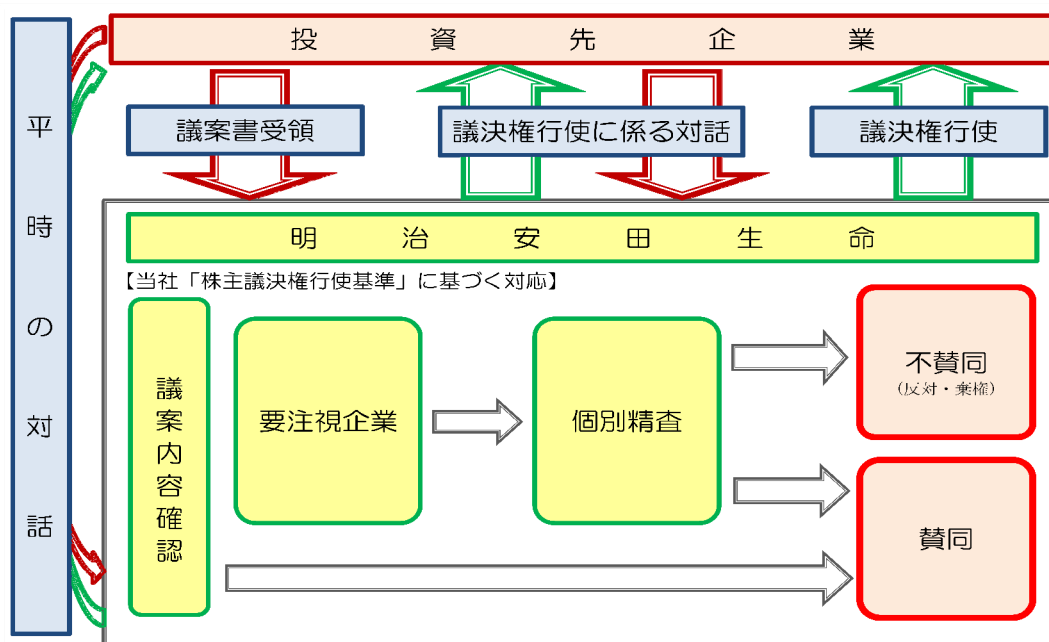 平時の対話
投資先企業
議案書受領
議決権行使に係る対話
議決権行使
明治安田生命
【当社「株主議決権行使基準」に基づく対応】
議案内容確認
要注視企業
個別精査
不賛同
（反対・棄権）
賛同